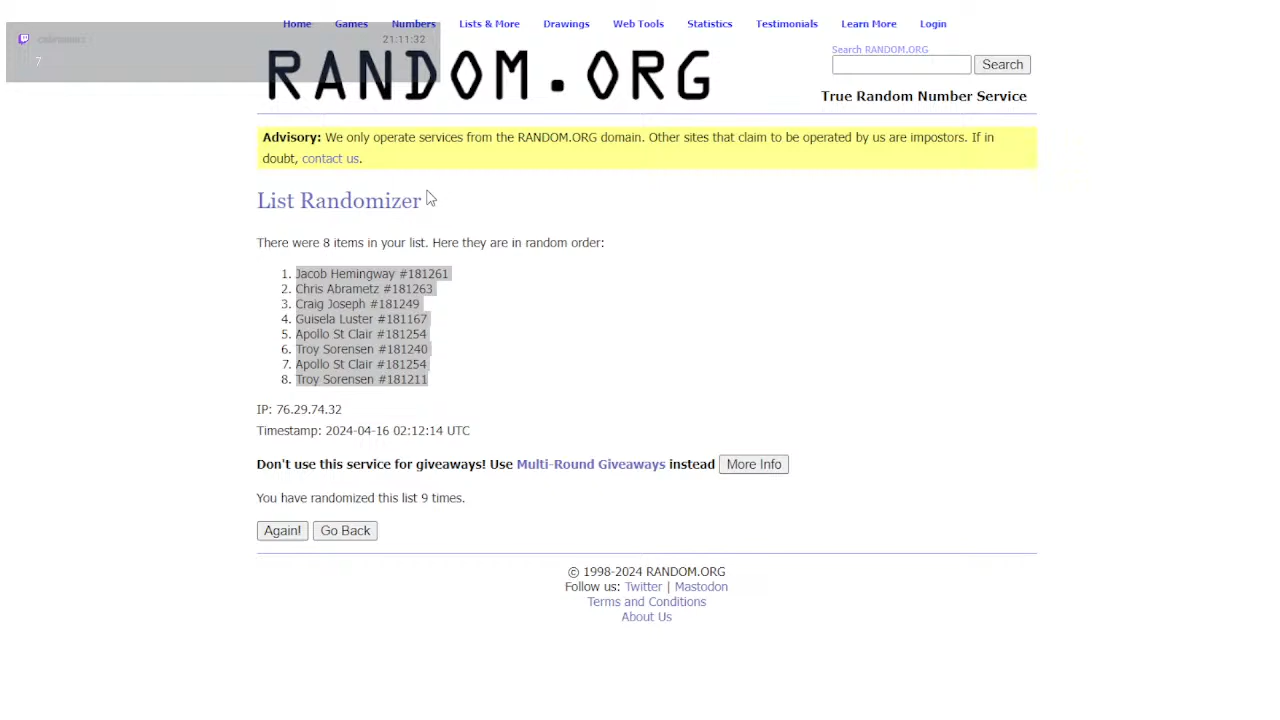 Home Games Numbers Lists & More Drawings Web Tools Statistics Testimonials Learn More Login
21:11:32
7
RANDOM.ORG
Search RANDOM.ORG
Search
True Random Number Service
Advisory: We only operate services from the RANDOM.ORG domain. Other sites that claim to be operated by us are impostors. If in
doubt, contact us.
List Randomizer
There were 8 items in your list. Here they are in random order:
1. Jacob Hemingway #181261
2. Chris Abrametz #181263
3. Craig Joseph #181249
4. Guisela Luster #181167
5. Apollo St Clair #181254
6. Troy Sorensen #181240
7. Apollo St Clair #181254
8. Troy Sorensen #181211
IP: 76.29.74.32
Timestamp: 2024-04-16 02:12:14 UTC
Don't use this service for giveaways! Use Multi-Round Giveaways instead More Info
You have randomized this list 9 times.
Again! Go Back
© 1998-2024 RANDOM.ORG
Follow us: Twitter | Mastodon
Terms and Conditions
About Us